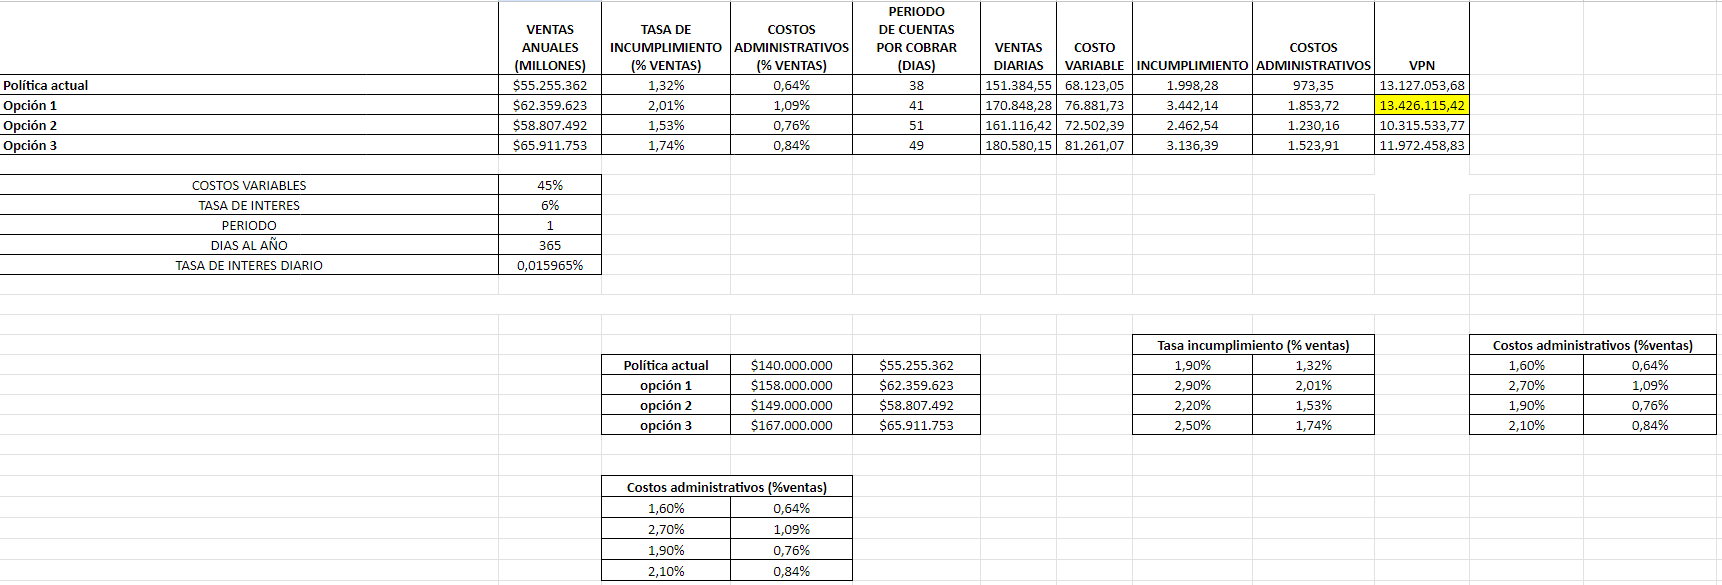 VENTAS ANUALES (MILLONES) TASA DE INCUMPLIMIENTO (% VENTAS) COSTOS ADMINISTRATIVOS (% VENTAS) PERIODO DE CUENTAS POR COBRAR (DIAS) VENTAS DIARIAS COSTO VARIABLE INCUMPLIMIENTO COSTOS ADMINISTRATIVOS VPN
Política actual $55.255.362 1,32% 0,64% 38 151.384,55 68.123,05 1.998,28 973,35 13.127.053,68
Opción 1 $62.359.623 2,01% 1,09% 41 170.848,28 76.881,73 3.442,14 1.853,72 13.426.115,42
Opción 2 $58.807.492 1,53% 0,76% 51 161.116,42 72.502,39 2.462,54 1.230,16 10.315.533,77
Opción 3 $65.911.753 1,74% 0,84% 49 180.580,15 81.261,07 3.136,39 1.523,91 11.972.458,83
COSTOS VARIABLES 45%
TASA DE INTERES 6%
PERIODO 1
DIAS AL AÑO 365
TASA DE INTERES DIARIO 0,015965%
Tasa incumplimiento (% ventas) Costos administrativos (%ventas)
Política actual $140.000.000 $55.255.362 1,90% 1,32% 1,60% 0,64%
opción 1 $158.000.000 $62.359.623 2,90% 2,01% 2,70% 1,09%
opción 2 $149.000.000 $58.807.492 2,20% 1,53% 1,90% 0,76%
opción 3 $167.000.000 $65.911.753 2,50% 1,74% 2,10% 0,84%
Costos administrativos (%ventas)
1,60% 0,64%
2,70% 1,09%
1,90% 0,76%
2,10% 0,84%